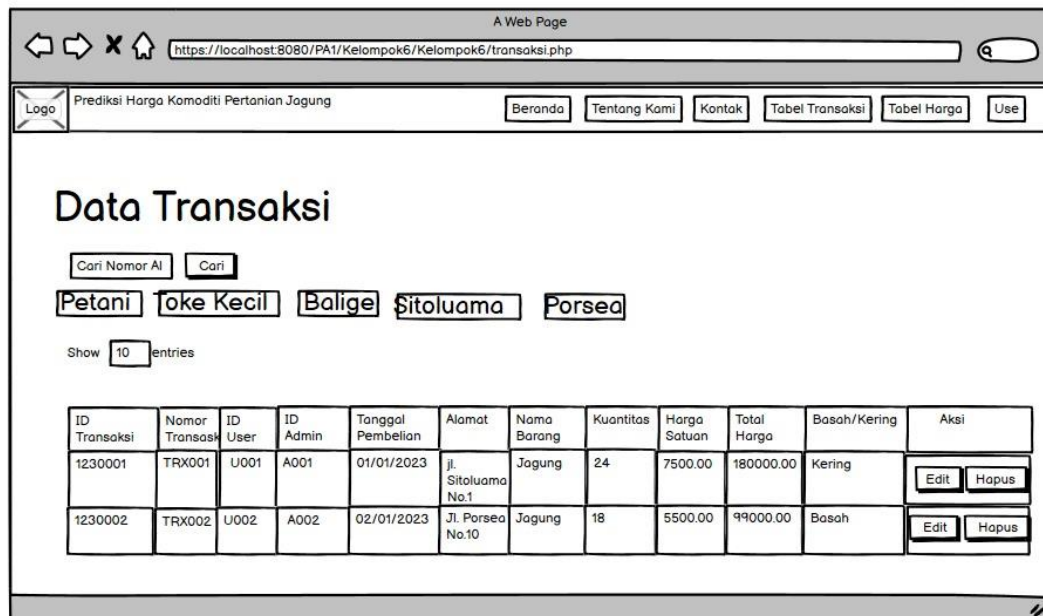 A Web Page
https://localhost:8080/PA1/Kelompok6/Kelompok6/transaksi.php
Logo
Prediksi Harga Komoditi Pertanian Jagung
Beranda
Tentang Kami
Kontak
Tabel Transaksi
Tabel Harga
Use
Data Transaksi
Cari Nomor Al
Cari
Petani
Toke Kecil
Balige
Sitoluama
Porsea
Show 10 entries
ID Transaksi
Nomor Transask
ID User
ID Admin
Tanggal Pembelian
Alamat
Nama Barang
Kuantitas
Harga Satuan
Total Harga
Basah/Kering
Aksi
1230001
TRX001
U001
A001
01/01/2023
jl. Sitoluama No.1
Jagung
24
7500.00
180000.00
Kering
Edit
Hapus
1230002
TRX002
U002
A002
02/01/2023
Jl. Porsea No.10
Jagung
18
5500.00
99000.00
Basah
Edit
Hapus